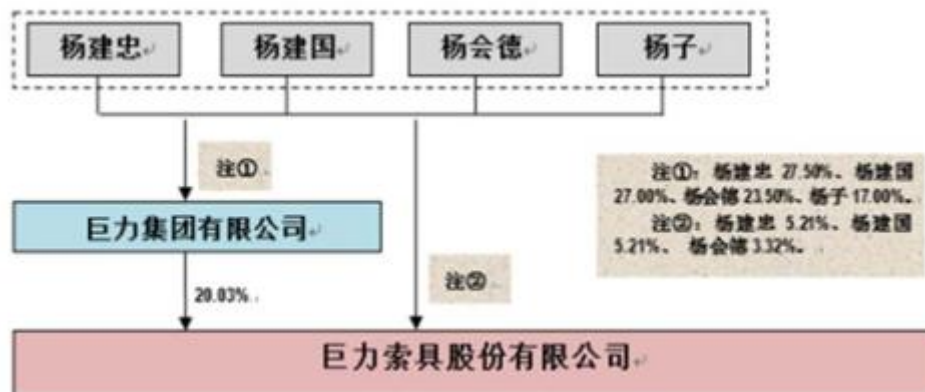 杨建忠
杨建国
杨会德
杨子
注①
注①：杨建忠 27.50%、杨建国
27.00%、杨会德 23.50%、杨子 17.00%。
注②：杨建忠 5.21%、杨建国
5.21%、 杨会德 3.32%。
巨力集团有限公司
20.03%
注②
巨力索具股份有限公司